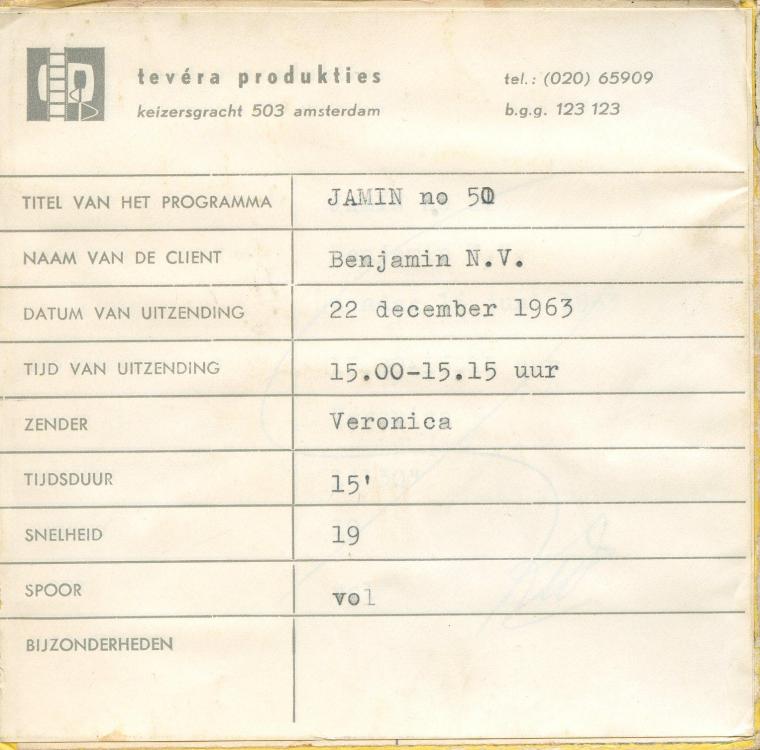 tevéra produkties
keizersgracht 503 amsterdam
tel.: (020) 65909
b.g.g. 123 123
TITEL VAN HET PROGRAMMA JAMIN no 50
NAAM VAN DE CLIENT Benjamin N.V.
DATUM VAN UITZENDING 22 december 1963
TIJD VAN UITZENDING 15.00-15.15 uur
ZENDER Veronica
TIJDSDUUR 15'
SNELHEID 19
SPOOR vol
BIJZONDERHEDEN